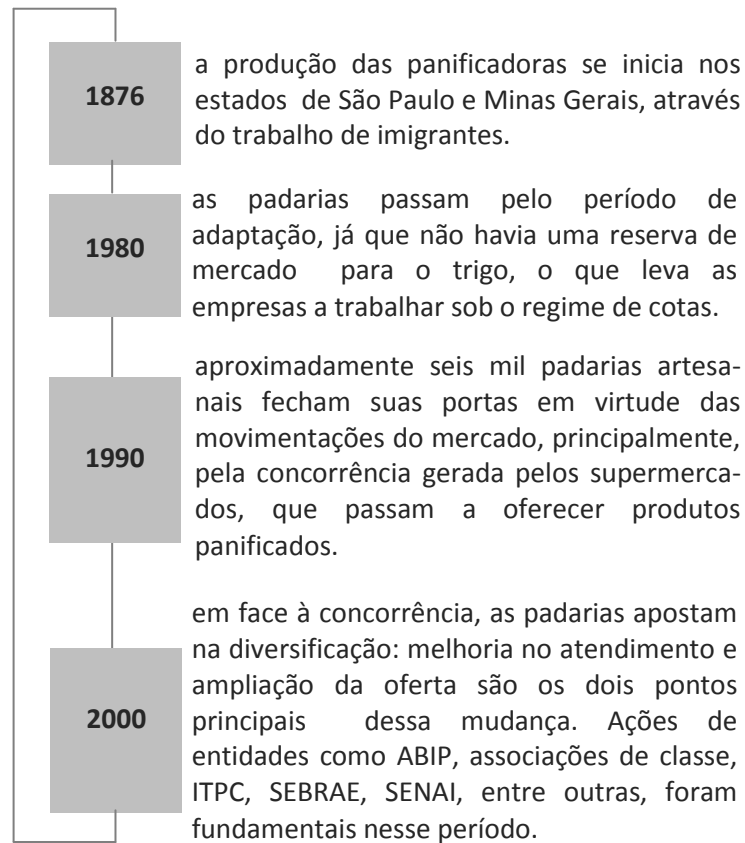 1876
a produção das panificadoras se inicia nos
estados de São Paulo e Minas Gerais, através
do trabalho de imigrantes.
1980
as padarias passam pelo período de
adaptação, já que não havia uma reserva de
mercado para o trigo, o que leva as
empresas a trabalhar sob o regime de cotas.
1990
aproximadamente seis mil padarias artesa-
nais fecham suas portas em virtude das
movimentações do mercado, principalmente,
pela concorrência gerada pelos supermerca-
dos, que passam a oferecer produtos
panificados.
2000
em face à concorrência, as padarias apostam
na diversificação: melhoria no atendimento e
ampliação da oferta são os dois pontos
principais dessa mudança. Ações de
entidades como ABIP, associações de classe,
ITPC, SEBRAE, SENAI, entre outras, foram
fundamentais nesse período.